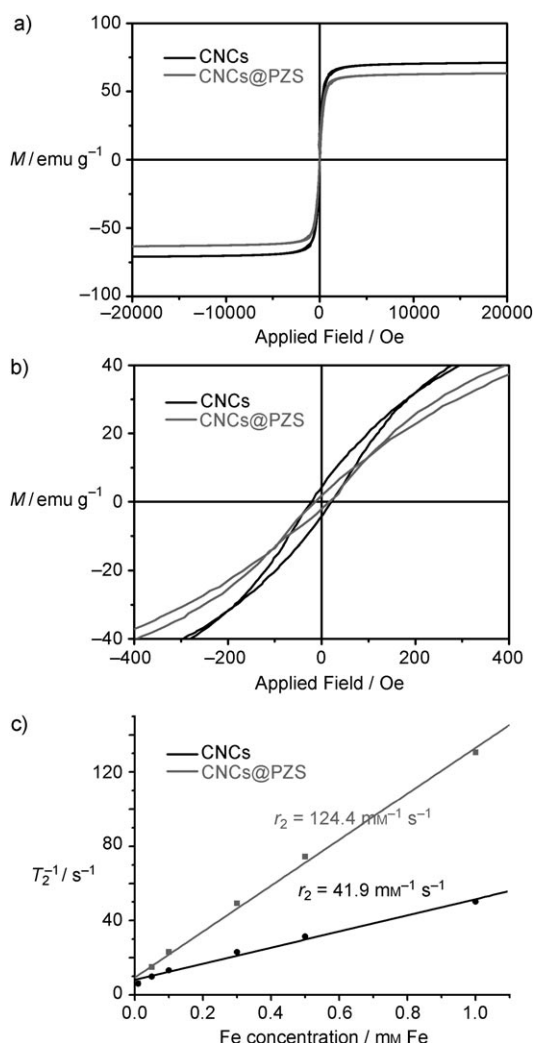 a)
100
CNCs
CNCs@PZS
50
M / emu g⁻¹
0
−50
−100
−20000 −10000 0 10000 20000
Applied Field / Oe
b)
40
CNCs
CNCs@PZS
20
M / emu g⁻¹
0
−20
−40
−400 −200 0 200 400
Applied Field / Oe
c)
CNCs
CNCs@PZS
120
r₂ = 124.4 mM⁻¹ s⁻¹
80
T₂⁻¹ / s⁻¹
r₂ = 41.9 mM⁻¹ s⁻¹
40
0
0.0 0.2 0.4 0.6 0.8 1.0
Fe concentration / mM Fe